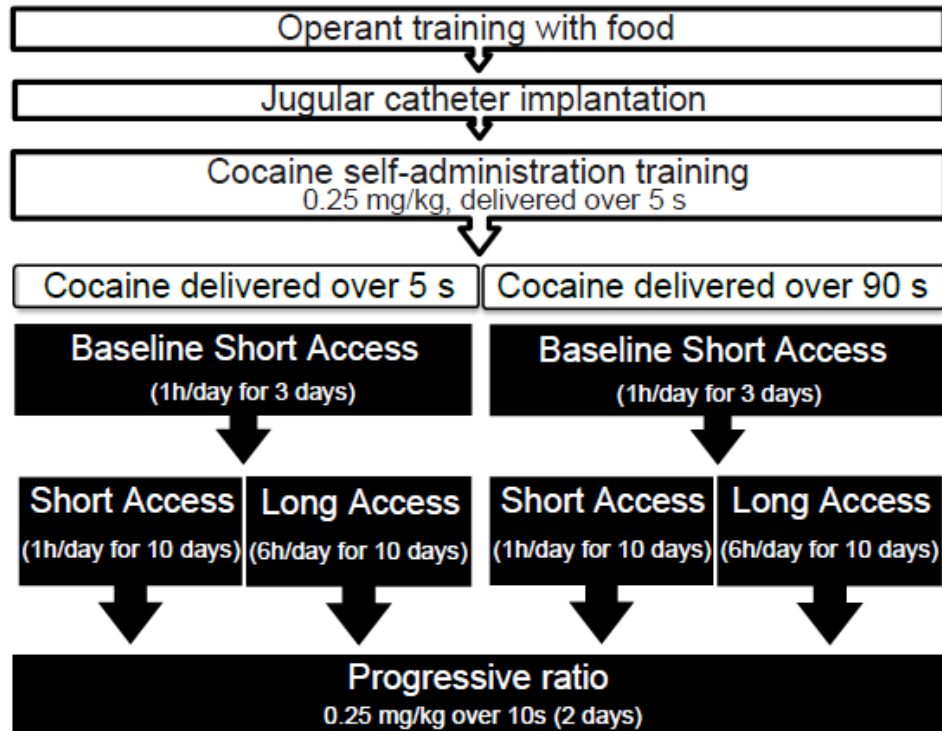 Operant training with food
Jugular catheter implantation
Cocaine self-administration training
0.25 mg/kg, delivered over 5 s
Cocaine delivered over 5 s
Cocaine delivered over 90 s
Baseline Short Access
(1h/day for 3 days)
Baseline Short Access
(1h/day for 3 days)
Short Access
(1h/day for 10 days)
Long Access
(6h/day for 10 days)
Short Access
(1h/day for 10 days)
Long Access
(6h/day for 10 days)
Progressive ratio
0.25 mg/kg over 10s (2 days)